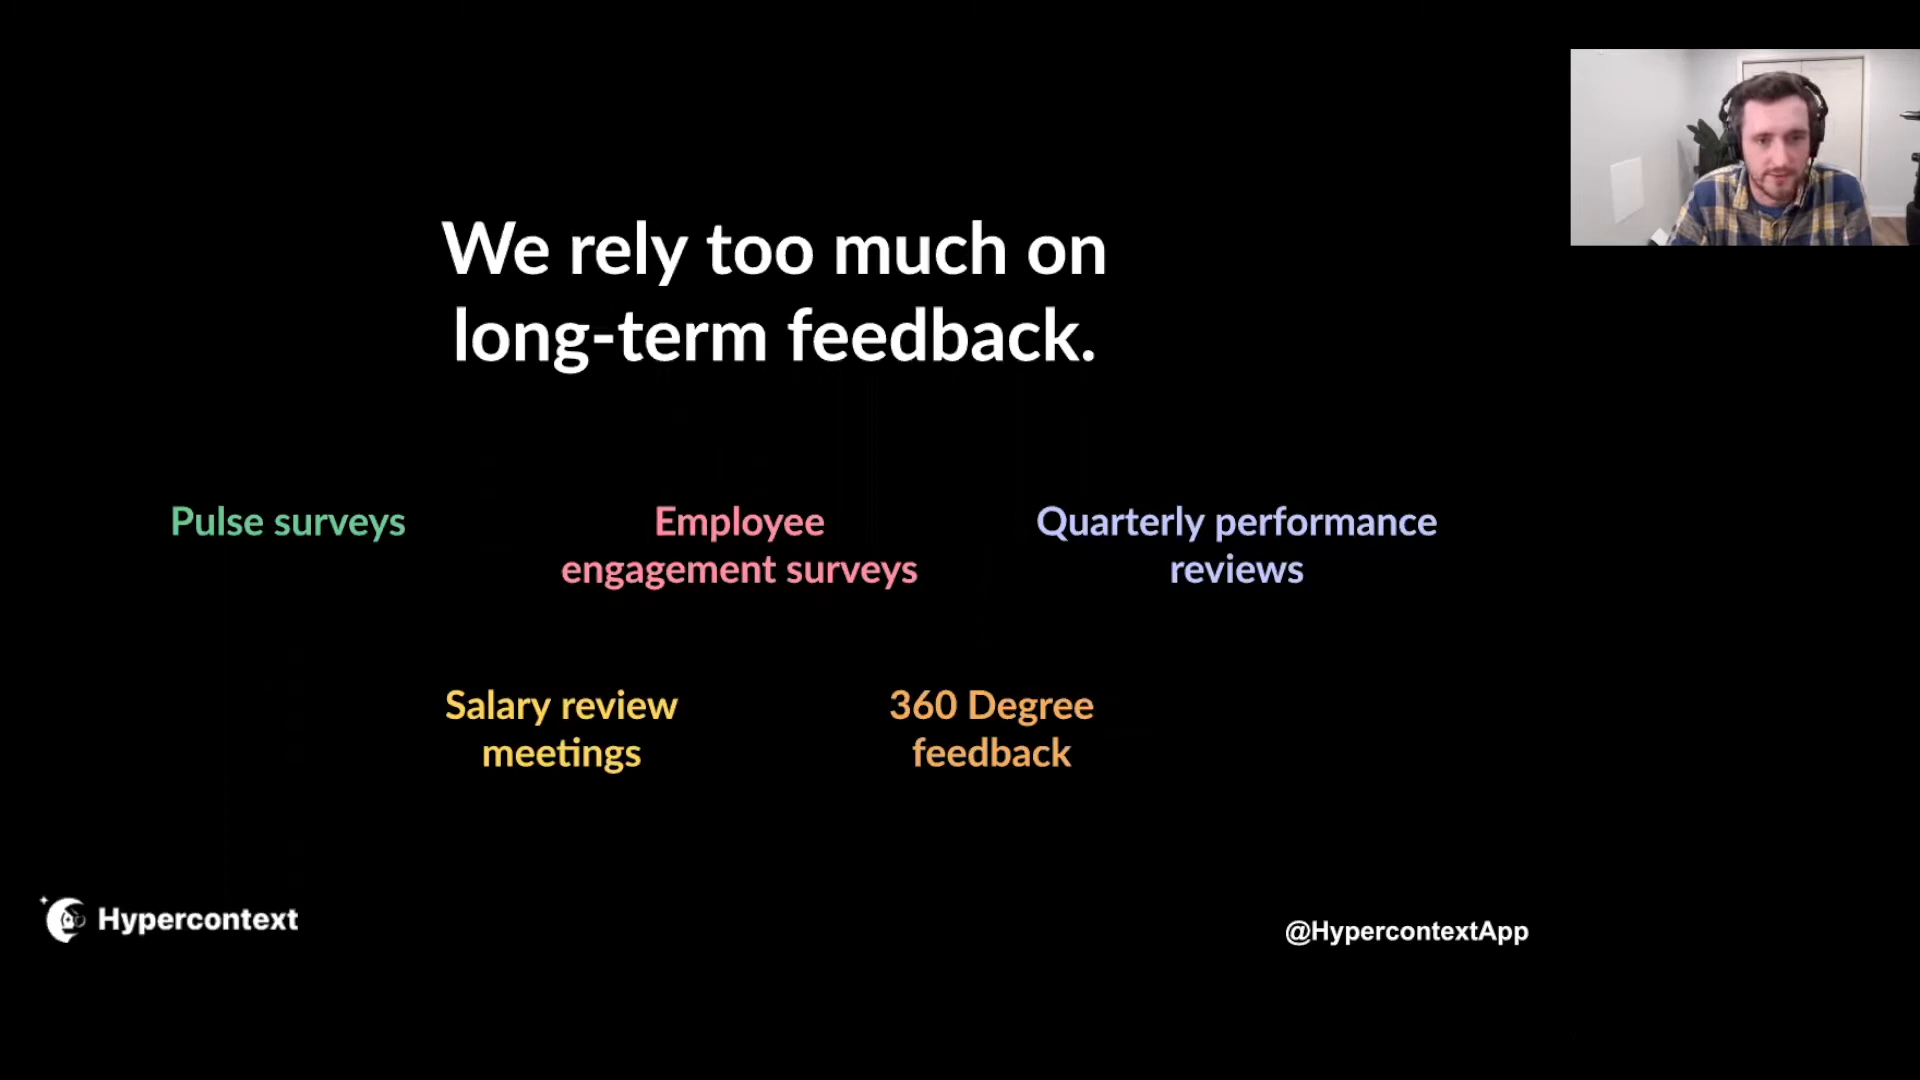 We rely too much on
long-term feedback.
Pulse surveys
Employee
engagement surveys
Quarterly performance
reviews
Salary review
meetings
360 Degree
feedback
Hypercontext
@HypercontextApp